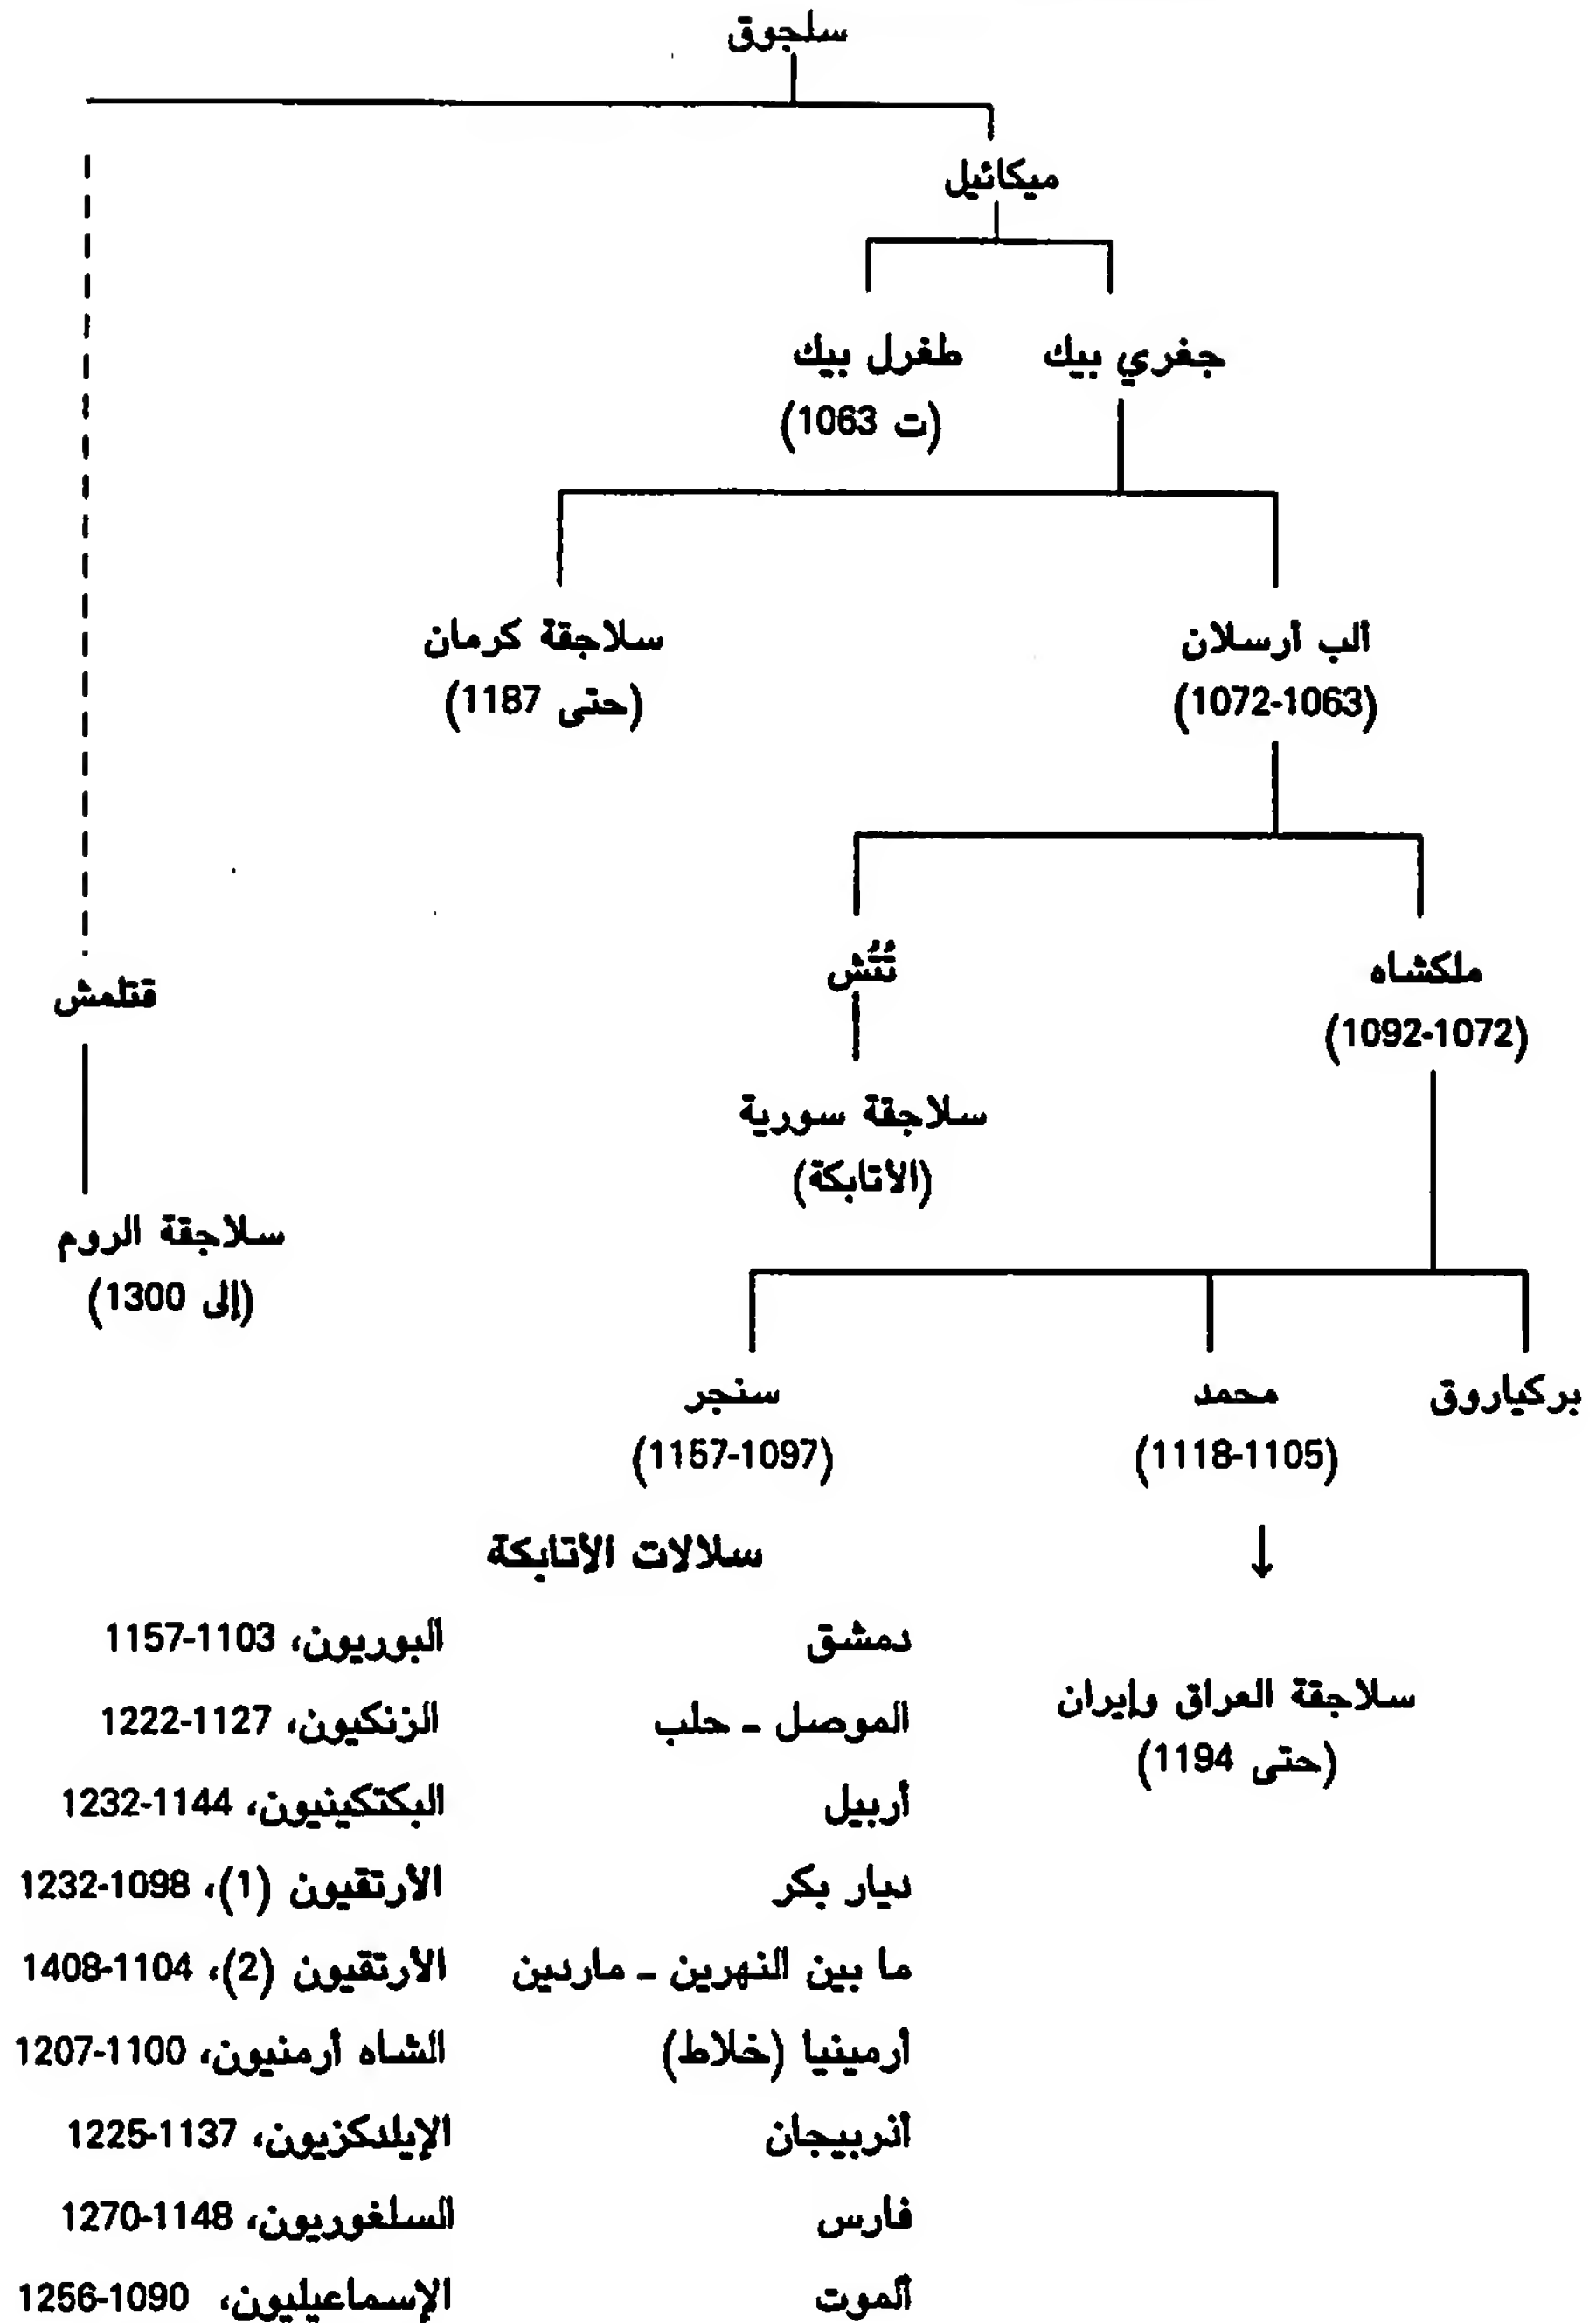 سلجوق
ميكائيل
جغري بيك
طغرل بيك
(ت 1063)
ألب أرسلان
(1072-1063)
سلاجقة كرمان
(حتى 1187)
ملكشاه
(1092-1072)
تُتُش
سلاجقة سورية
(الأتابكة)
قتلمش
سلاجقة الروم
(إلى 1300)
بركياروق
محمد
(1118-1105)
سنجر
(1157-1097)
↓
سلاجقة العراق وإيران
(حتى 1194)
سلالات الأتابكة
دمشق البوريون، 1103-1157
الموصل - حلب الزنكيون، 1127-1222
أربيل البكتكينيون، 1144-1232
ديار بكر الأرتقيون (1)، 1098-1232
ما بين النهرين - ماردين الأرتقيون (2)، 1104-1408
أرمينيا (خلاط) الشاه أرمنيون، 1100-1207
أذربيجان الإيلدكزيون، 1137-1225
فارس السلغوريون، 1148-1270
ألموت الإسماعيليون، 1090-1256